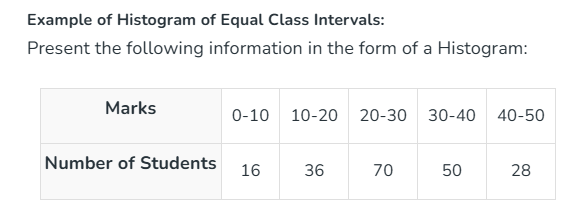 Example of Histogram of Equal Class Intervals:
Present the following information in the form of a Histogram:
Marks 0-10 10-20 20-30 30-40 40-50
Number of Students 16 36 70 50 28